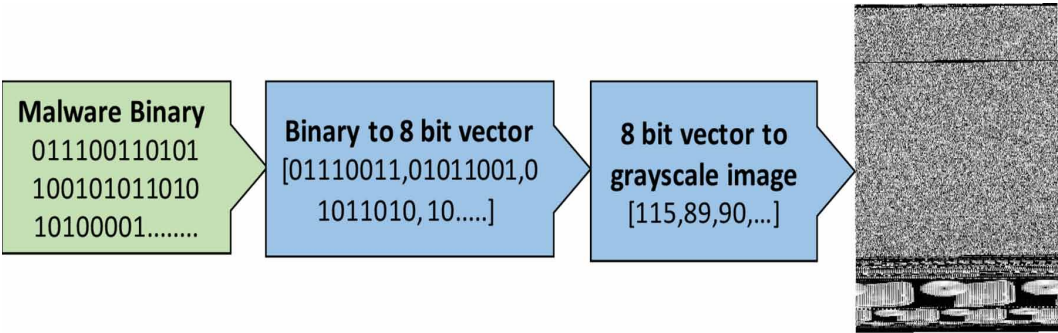 Malware Binary
011100110101
100101011010
10100001........
Binary to 8 bit vector
[01110011,01011001,0
1011010, 10.....]
8 bit vector to
grayscale image
[115,89,90,...]